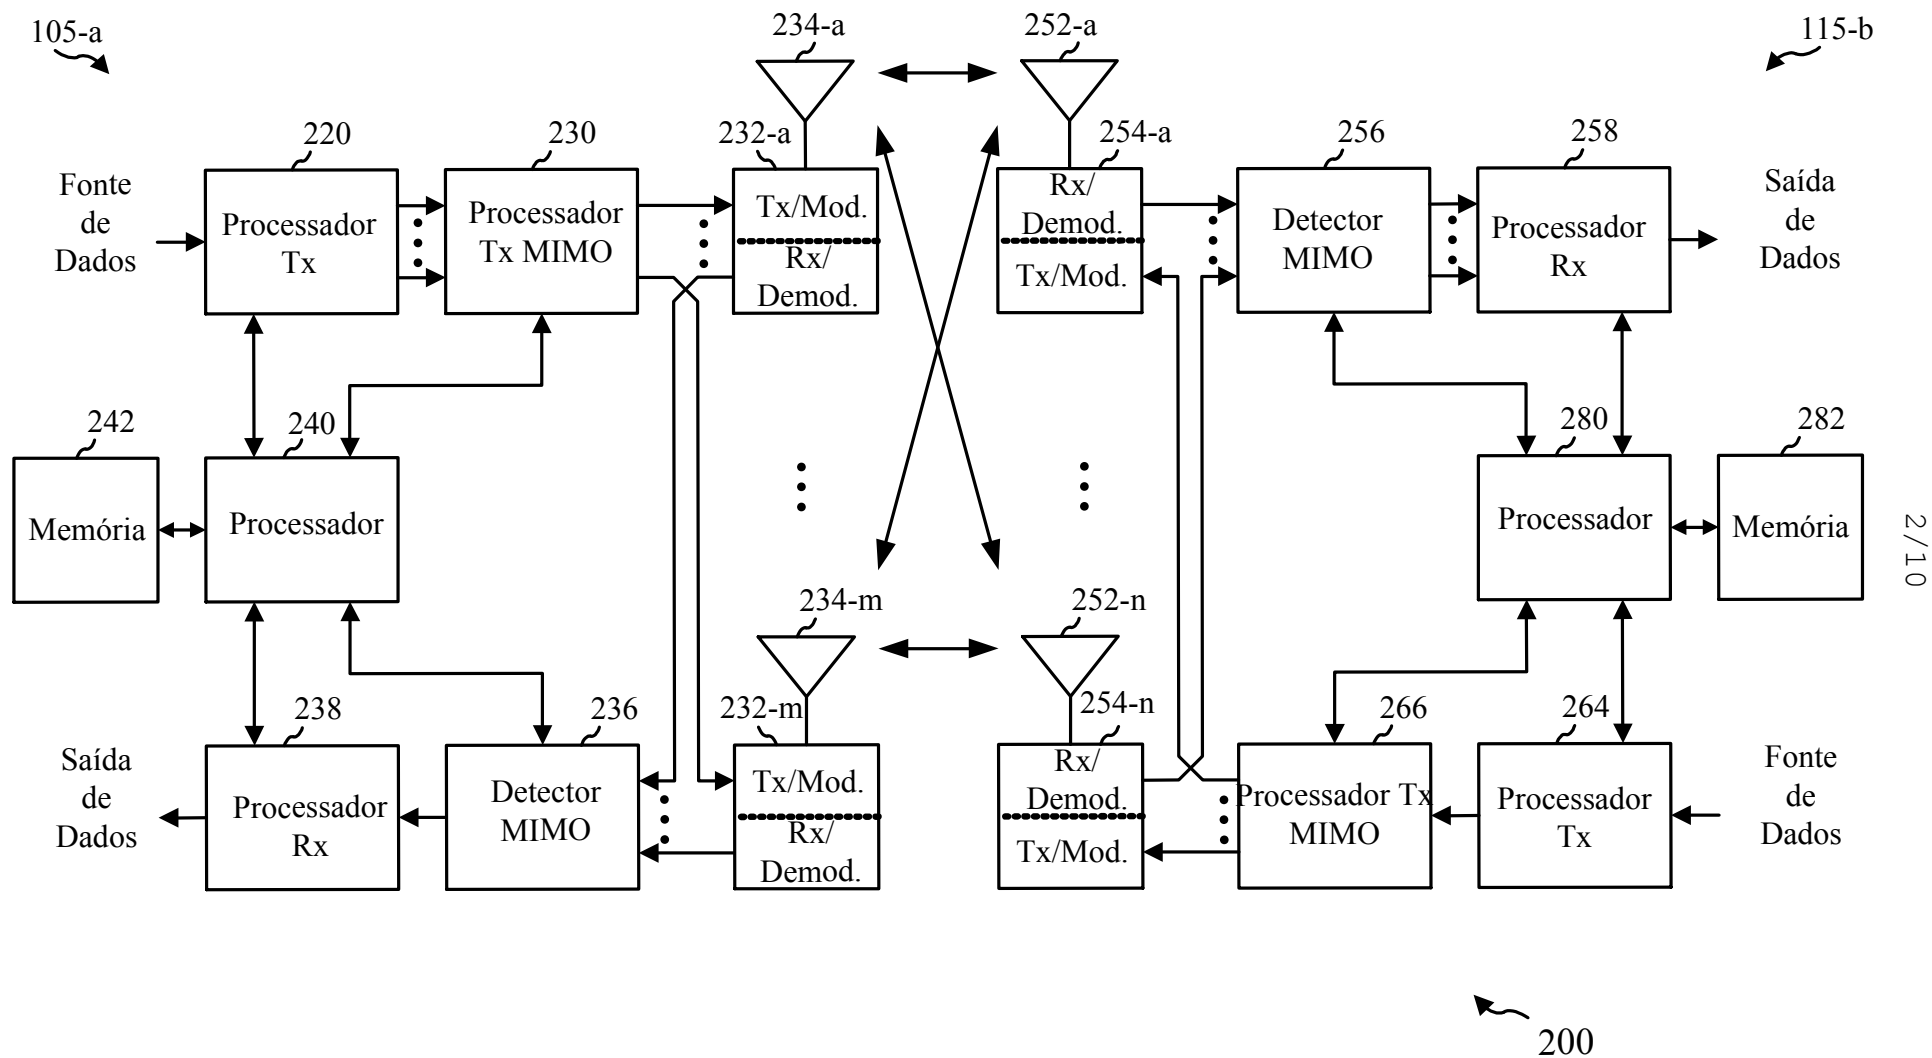 105-a
234-a
252-a
115-b
220
230
232-a
254-a
256
258
Fonte
de
Dados
Processador
Tx
Processador
Tx MIMO
Tx/Mod.
Rx/
Demod.
Rx/
Demod.
Tx/Mod.
Detector
MIMO
Processador
Rx
Saída
de
Dados
242
240
280
282
Memória
Processador
Processador
Memória
2/10
234-m
252-n
238
236
232-m
254-n
266
264
Saída
de
Dados
Processador
Rx
Detector
MIMO
Tx/Mod.
Rx/
Demod.
Rx/
Demod.
Tx/Mod.
Processador Tx
MIMO
Processador
Tx
Fonte
de
Dados
200